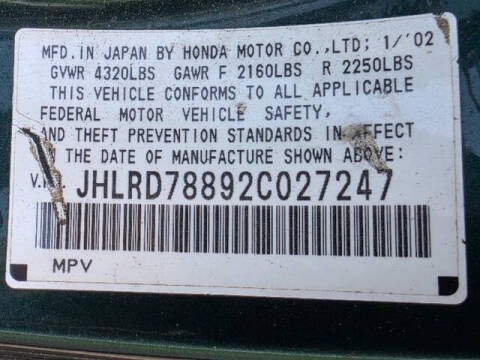 MFD. IN JAPAN BY HONDA MOTOR CO.,LTD; 1/'02
GVWR 4320LBS GAWR F 2160LBS R 2250LBS
THIS VEHICLE CONFORMS TO ALL APPLICABLE
FEDERAL MOTOR VEHICLE SAFETY,
AND THEFT PREVENTION STANDARDS IN EFFECT
THE DATE OF MANUFACTURE SHOWN ABOVE:
JHLRD78892C027247
MPV